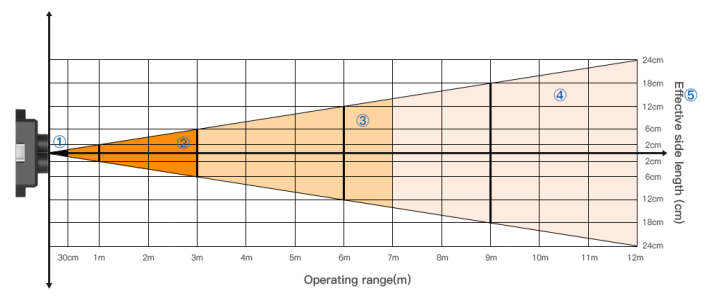 24cm
18cm
③ ④ 12cm
① ② 6cm
2cm
2cm
6cm
12cm
18cm
24cm
Effective side length (cm) ⑤
30cm 1m 2m 3m 4m 5m 6m 7m 8m 9m 10m 11m 12m
Operating range(m)